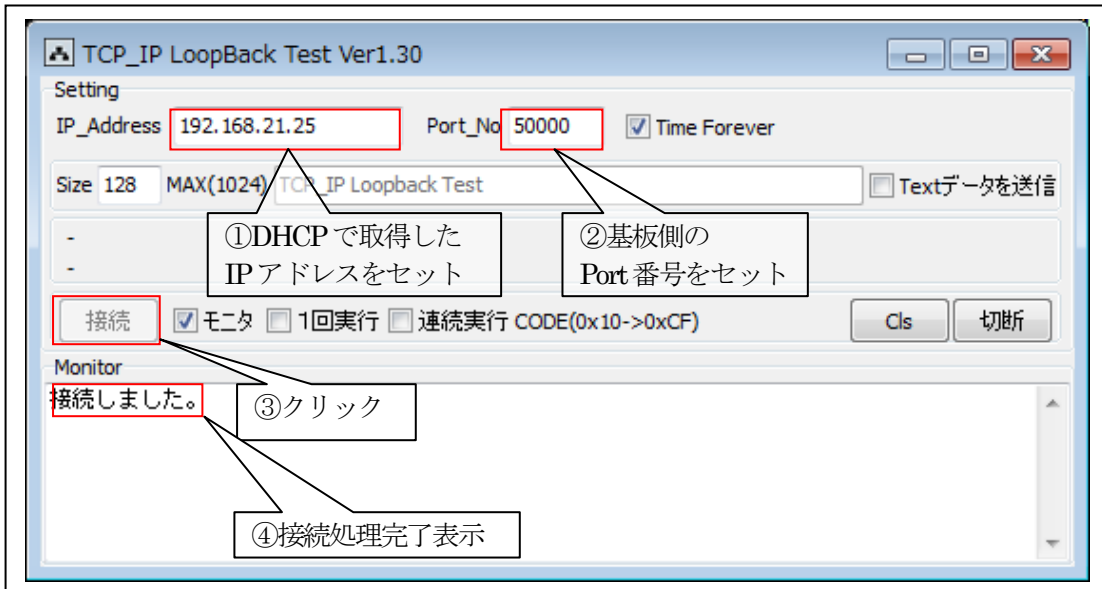 TCP_IP LoopBack Test Ver1.30
Setting
IP_Address 192.168.21.25 Port_No 50000 Time Forever
Size 128 MAX(1024) TCP_IP Loopback Test Textデータを送信
①DHCPで取得した
IPアドレスをセット
②基板側の
Port番号をセット
-
-
接続 モニタ 1回実行 連続実行 CODE(0x10->0xCF) Cls 切断
Monitor
接続しました。
③クリック
④接続処理完了表示